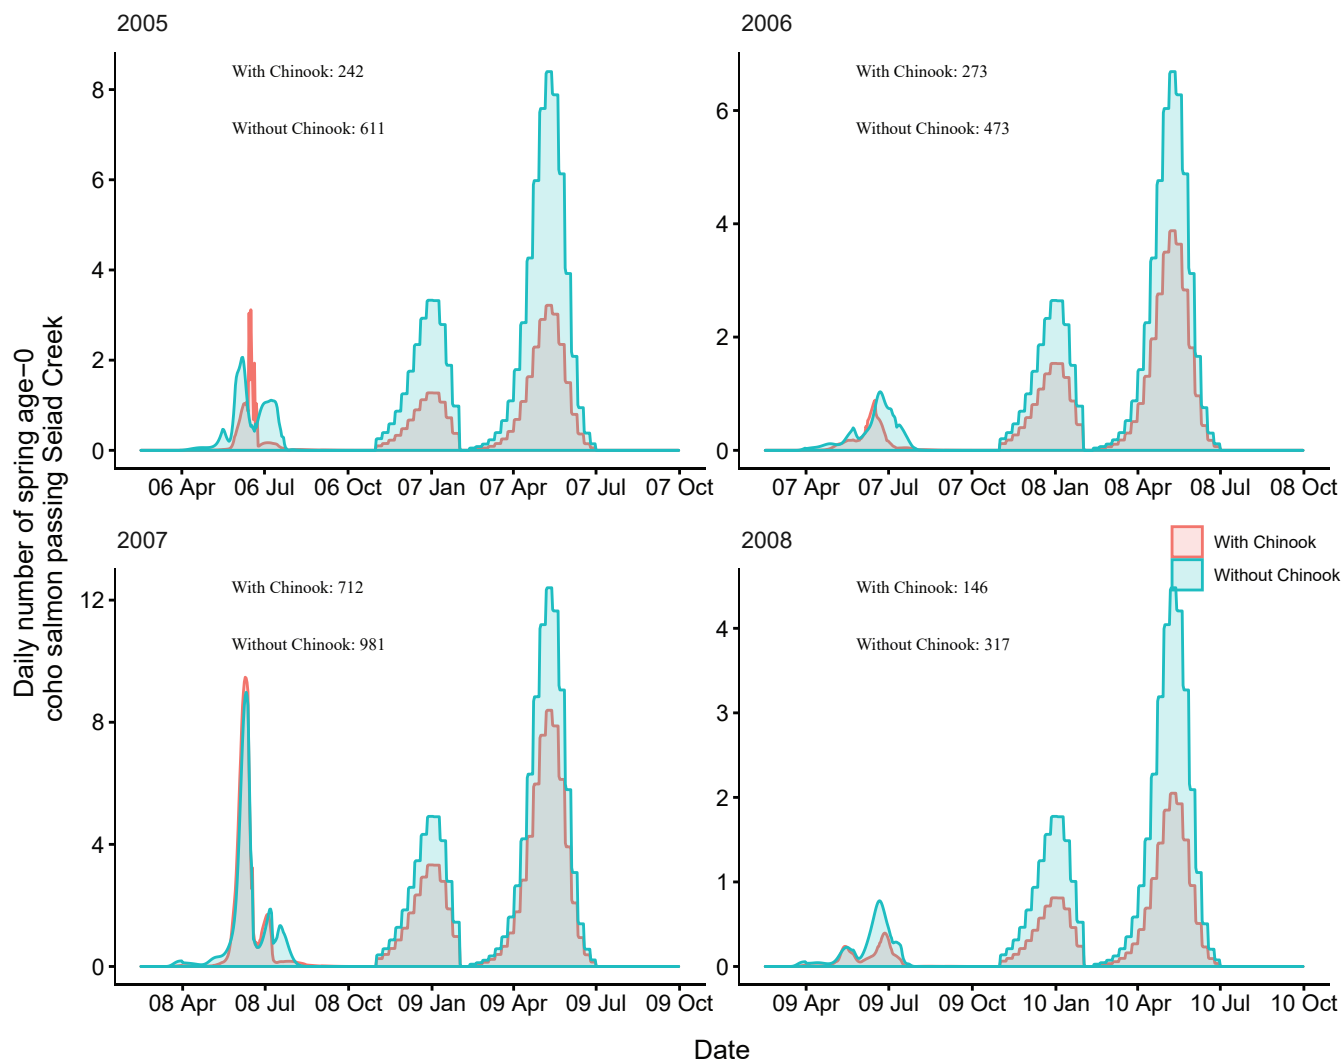 2005
With Chinook: 242
Without Chinook: 611
8
6
4
2
0
06 Apr 06 Jul 06 Oct 07 Jan 07 Apr 07 Jul 07 Oct
2006
With Chinook: 273
Without Chinook: 473
6
4
2
0
07 Apr 07 Jul 07 Oct 08 Jan 08 Apr 08 Jul 08 Oct
Daily number of spring age−0
coho salmon passing Seiad Creek
2007
With Chinook: 712
Without Chinook: 981
12
8
4
0
08 Apr 08 Jul 08 Oct 09 Jan 09 Apr 09 Jul 09 Oct
2008
With Chinook: 146
Without Chinook: 317
4
3
2
1
0
09 Apr 09 Jul 09 Oct 10 Jan 10 Apr 10 Jul 10 Oct
With Chinook
Without Chinook
Date